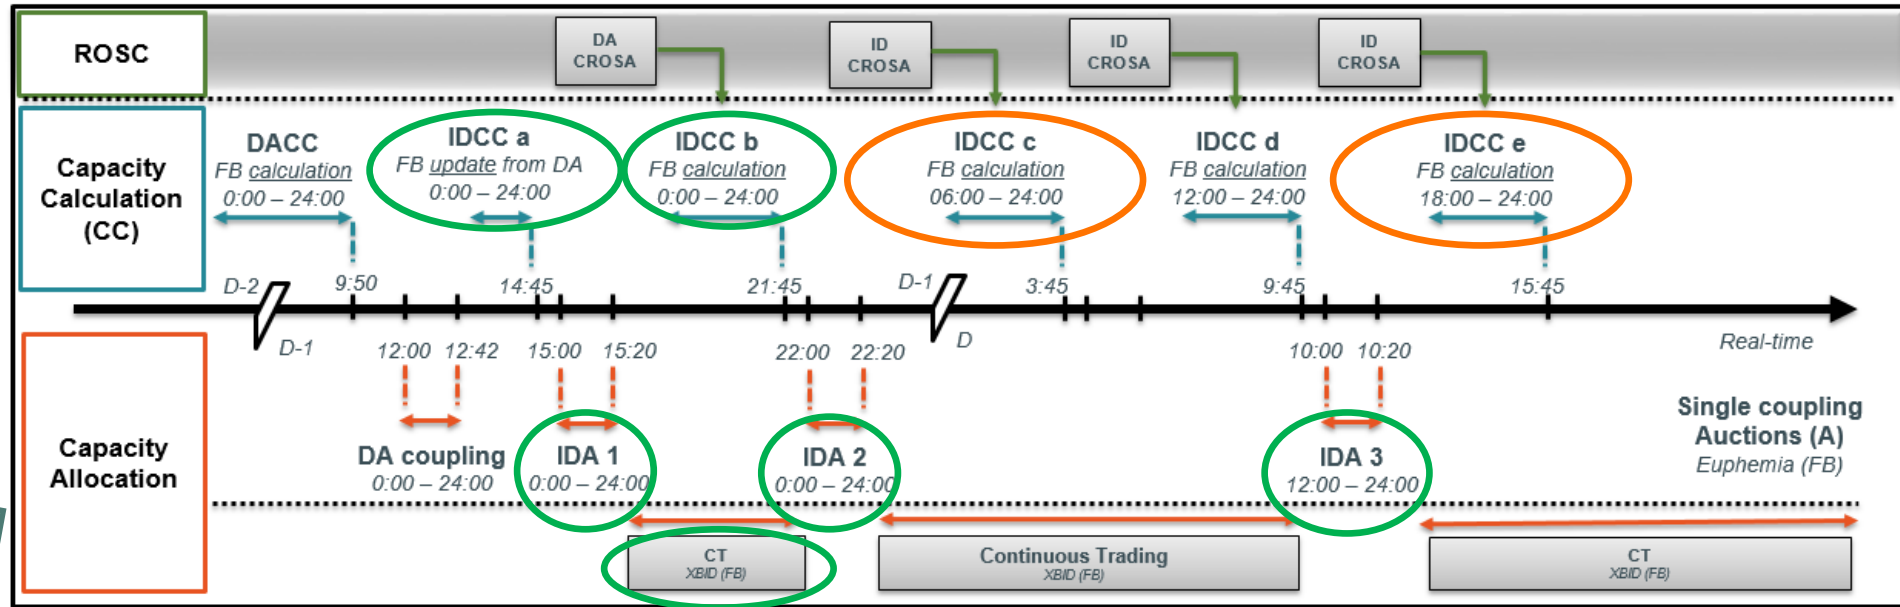 ROSC
DA
CROSA
ID
CROSA
ID
CROSA
ID
CROSA
Capacity
Calculation
(CC)
DACC
FB calculation
0:00 – 24:00
IDCC a
FB update from DA
0:00 – 24:00
IDCC b
FB calculation
0:00 – 24:00
IDCC c
FB calculation
06:00 – 24:00
IDCC d
FB calculation
12:00 – 24:00
IDCC e
FB calculation
18:00 – 24:00
D-2
9:50
14:45
21:45
D-1
3:45
9:45
15:45
D-1
12:00
12:42
15:00
15:20
22:00
22:20
D
10:00
10:20
Real-time
Capacity
Allocation
DA coupling
0:00 – 24:00
IDA 1
0:00 – 24:00
IDA 2
0:00 – 24:00
IDA 3
12:00 – 24:00
Single coupling
Auctions (A)
Euphemia (FB)
CT
XBID (FB)
Continuous Trading
XBID (FB)
CT
XBID (FB)